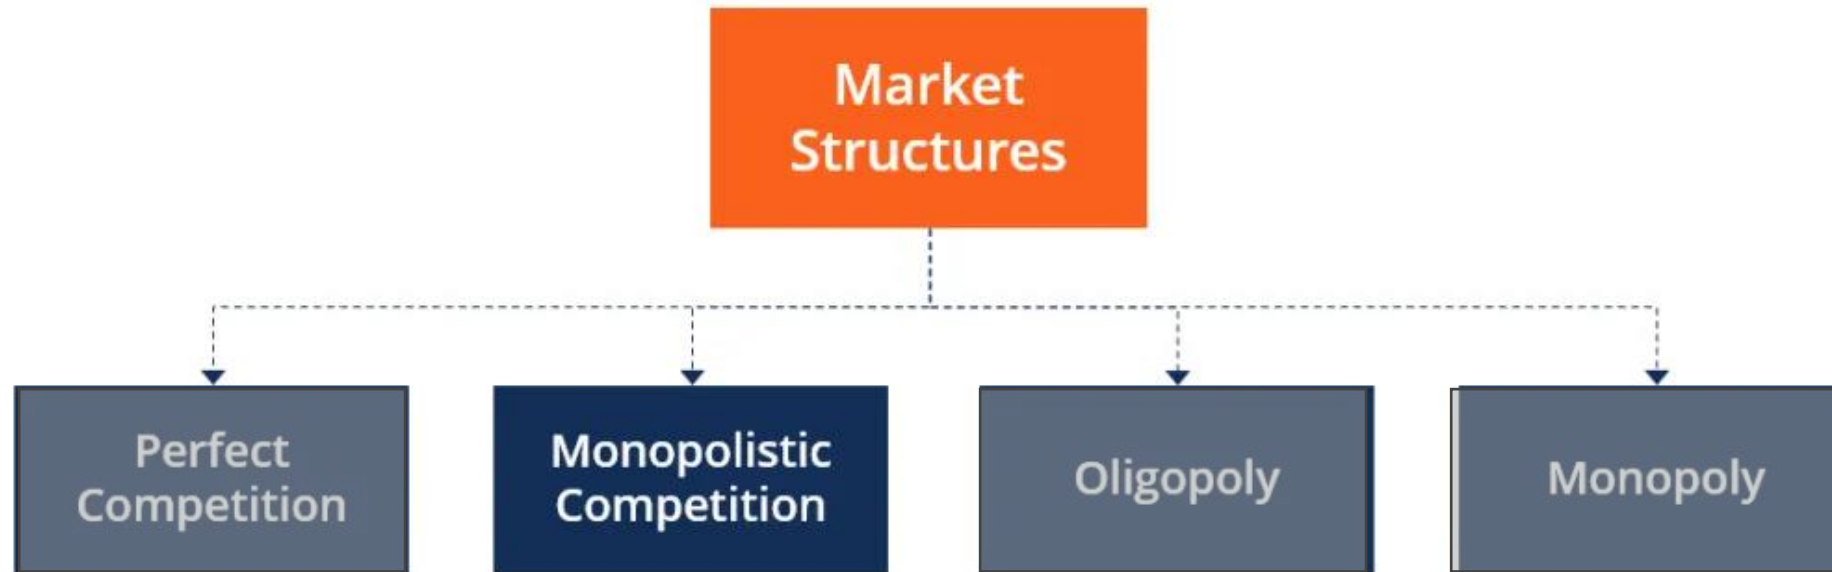 Market
Structures
Perfect
Competition
Monopolistic
Competition
Oligopoly
Monopoly